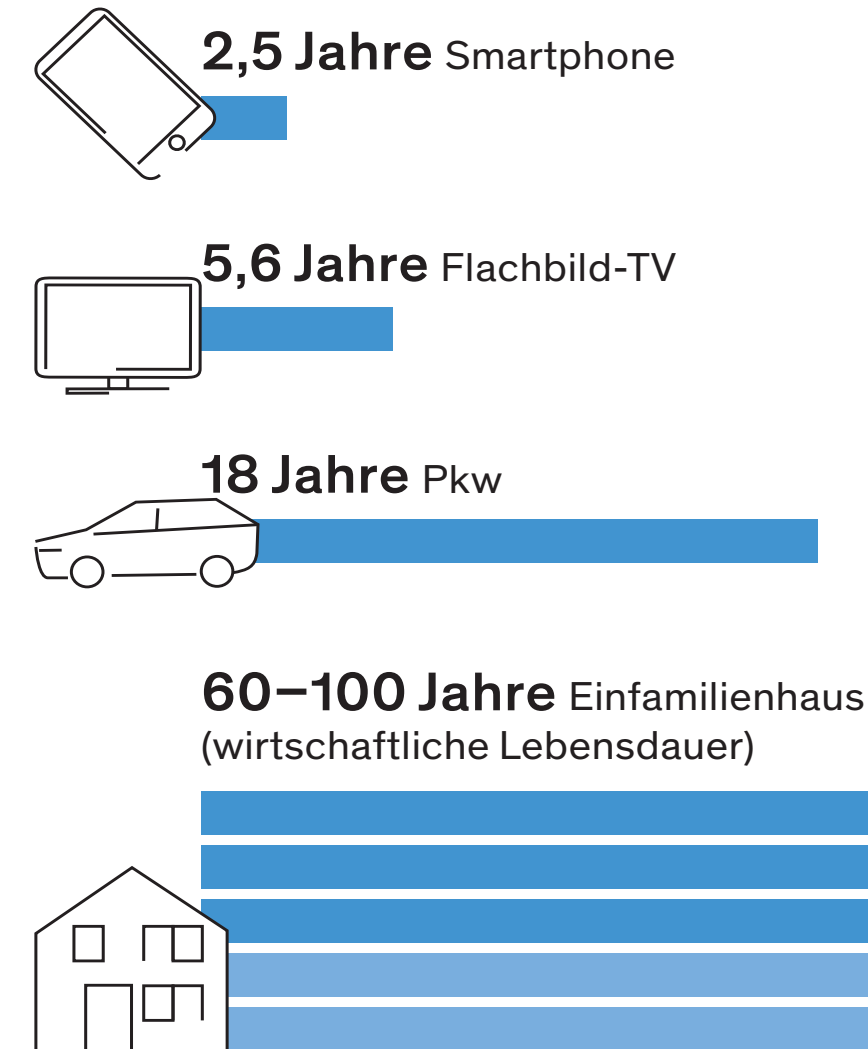 2,5 Jahre Smartphone
5,6 Jahre Flachbild-TV
18 Jahre Pkw
60–100 Jahre Einfamilienhaus
(wirtschaftliche Lebensdauer)